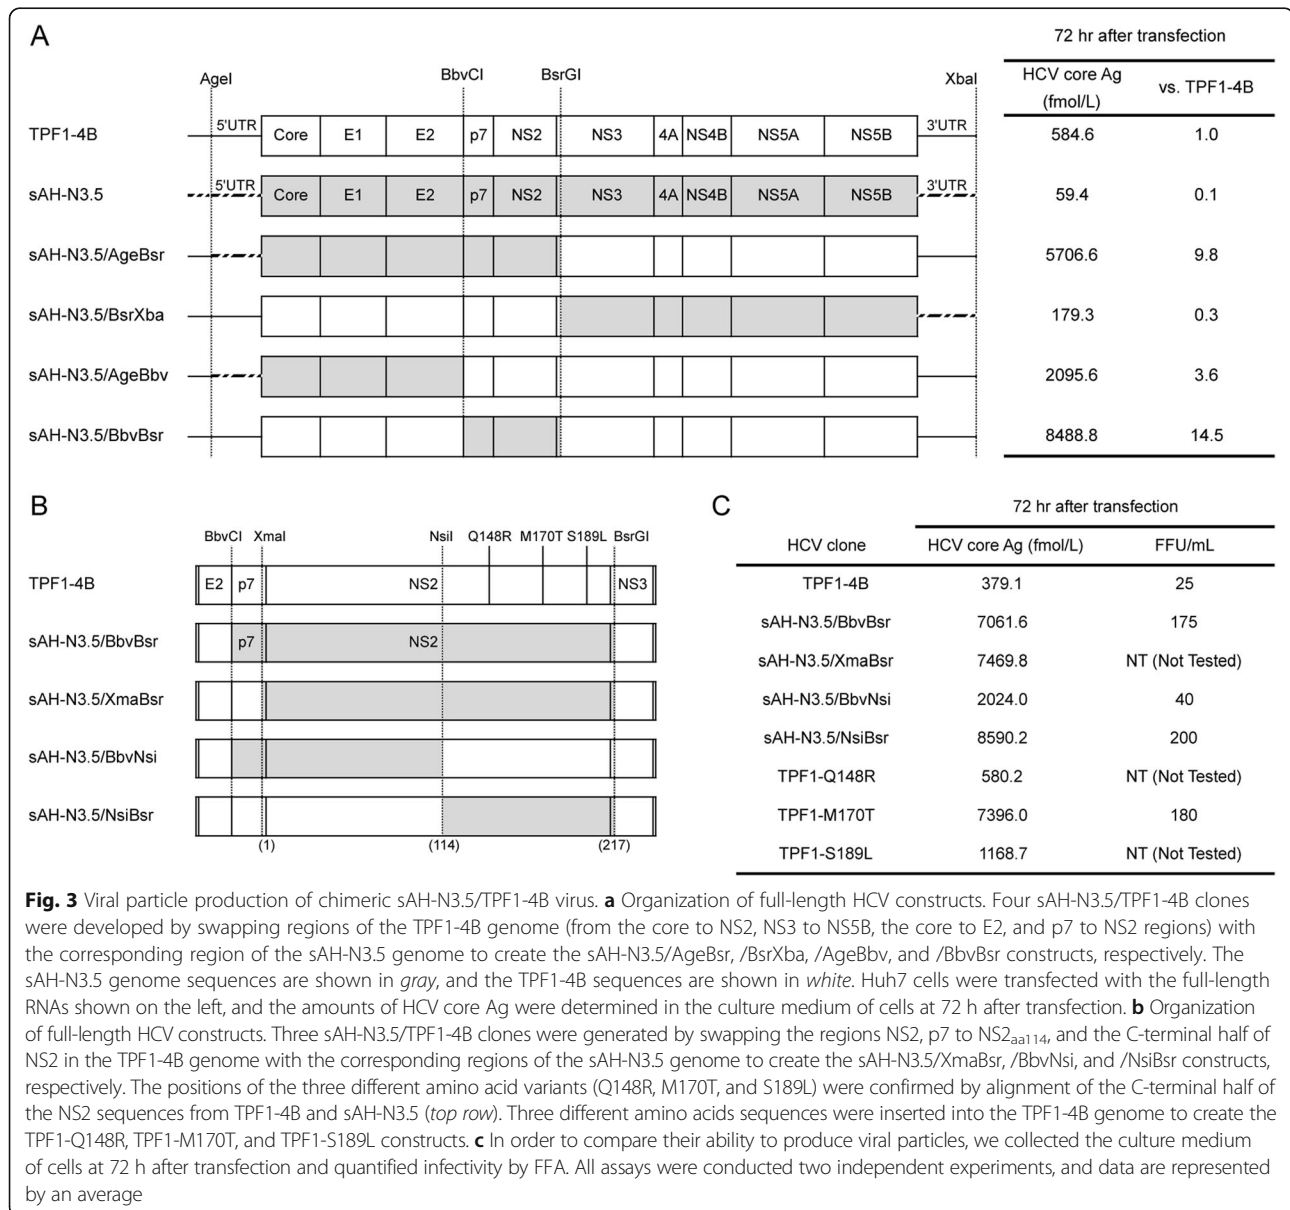 A
72 hr after transfection
AgeI
BbvCI
BsrGI
XbaI
HCV core Ag
(fmol/L)
vs. TPF1-4B
TPF1-4B
5'UTR
Core
E1
E2
p7
NS2
NS3
4A
NS4B
NS5A
NS5B
3'UTR
584.6
1.0
sAH-N3.5
5'UTR
Core
E1
E2
p7
NS2
NS3
4A
NS4B
NS5A
NS5B
3'UTR
59.4
0.1
sAH-N3.5/AgeBsr
5706.6
9.8
sAH-N3.5/BsrXba
179.3
0.3
sAH-N3.5/AgeBbv
2095.6
3.6
sAH-N3.5/BbvBsr
8488.8
14.5
B
BbvCI
XmaI
NsiI
Q148R
M170T
S189L
BsrGI
TPF1-4B
E2
p7
NS2
NS3
sAH-N3.5/BbvBsr
p7
NS2
sAH-N3.5/XmaBsr
sAH-N3.5/BbvNsi
sAH-N3.5/NsiBsr
(1)
(114)
(217)
C
72 hr after transfection
HCV clone
HCV core Ag (fmol/L)
FFU/mL
TPF1-4B
379.1
25
sAH-N3.5/BbvBsr
7061.6
175
sAH-N3.5/XmaBsr
7469.8
NT (Not Tested)
sAH-N3.5/BbvNsi
2024.0
40
sAH-N3.5/NsiBsr
8590.2
200
TPF1-Q148R
580.2
NT (Not Tested)
TPF1-M170T
7396.0
180
TPF1-S189L
1168.7
NT (Not Tested)
Fig. 3 Viral particle production of chimeric sAH-N3.5/TPF1-4B virus. a Organization of full-length HCV constructs. Four sAH-N3.5/TPF1-4B clones
were developed by swapping regions of the TPF1-4B genome (from the core to NS2, NS3 to NS5B, the core to E2, and p7 to NS2 regions) with
the corresponding region of the sAH-N3.5 genome to create the sAH-N3.5/AgeBsr, /BsrXba, /AgeBbv, and /BbvBsr constructs, respectively. The
sAH-N3.5 genome sequences are shown in gray, and the TPF1-4B sequences are shown in white. Huh7 cells were transfected with the full-length
RNAs shown on the left, and the amounts of HCV core Ag were determined in the culture medium of cells at 72 h after transfection. b Organization
of full-length HCV constructs. Three sAH-N3.5/TPF1-4B clones were generated by swapping the regions NS2, p7 to NS2aa114, and the C-terminal half of
NS2 in the TPF1-4B genome with the corresponding regions of the sAH-N3.5 genome to create the sAH-N3.5/XmaBsr, /BbvNsi, and /NsiBsr constructs,
respectively. The positions of the three different amino acid variants (Q148R, M170T, and S189L) were confirmed by alignment of the C-terminal half of
the NS2 sequences from TPF1-4B and sAH-N3.5 (top row). Three different amino acids sequences were inserted into the TPF1-4B genome to create the
TPF1-Q148R, TPF1-M170T, and TPF1-S189L constructs. c In order to compare their ability to produce viral particles, we collected the culture medium
of cells at 72 h after transfection and quantified infectivity by FFA. All assays were conducted two independent experiments, and data are represented
by an average